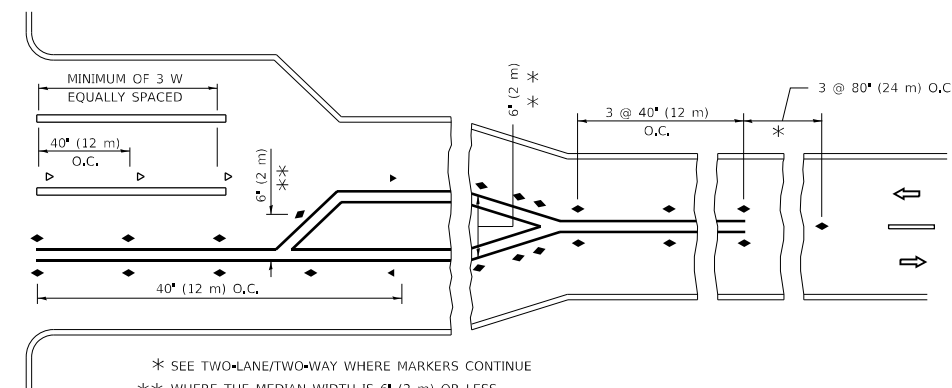 MINIMUM OF 3 W
EQUALLY SPACED
40' (12 m)
O.C.
6' (2 m)
**
40' (12 m) O.C.
6' (2 m)
**
3 @ 40' (12 m)
O.C.
*
3 @ 80' (24 m) O.C
* SEE TWO-LANE/TWO-WAY WHERE MARKERS CONTINUE
** WHERE THE MEDIAN WIDTH IS 6' (2 m) OR LESS